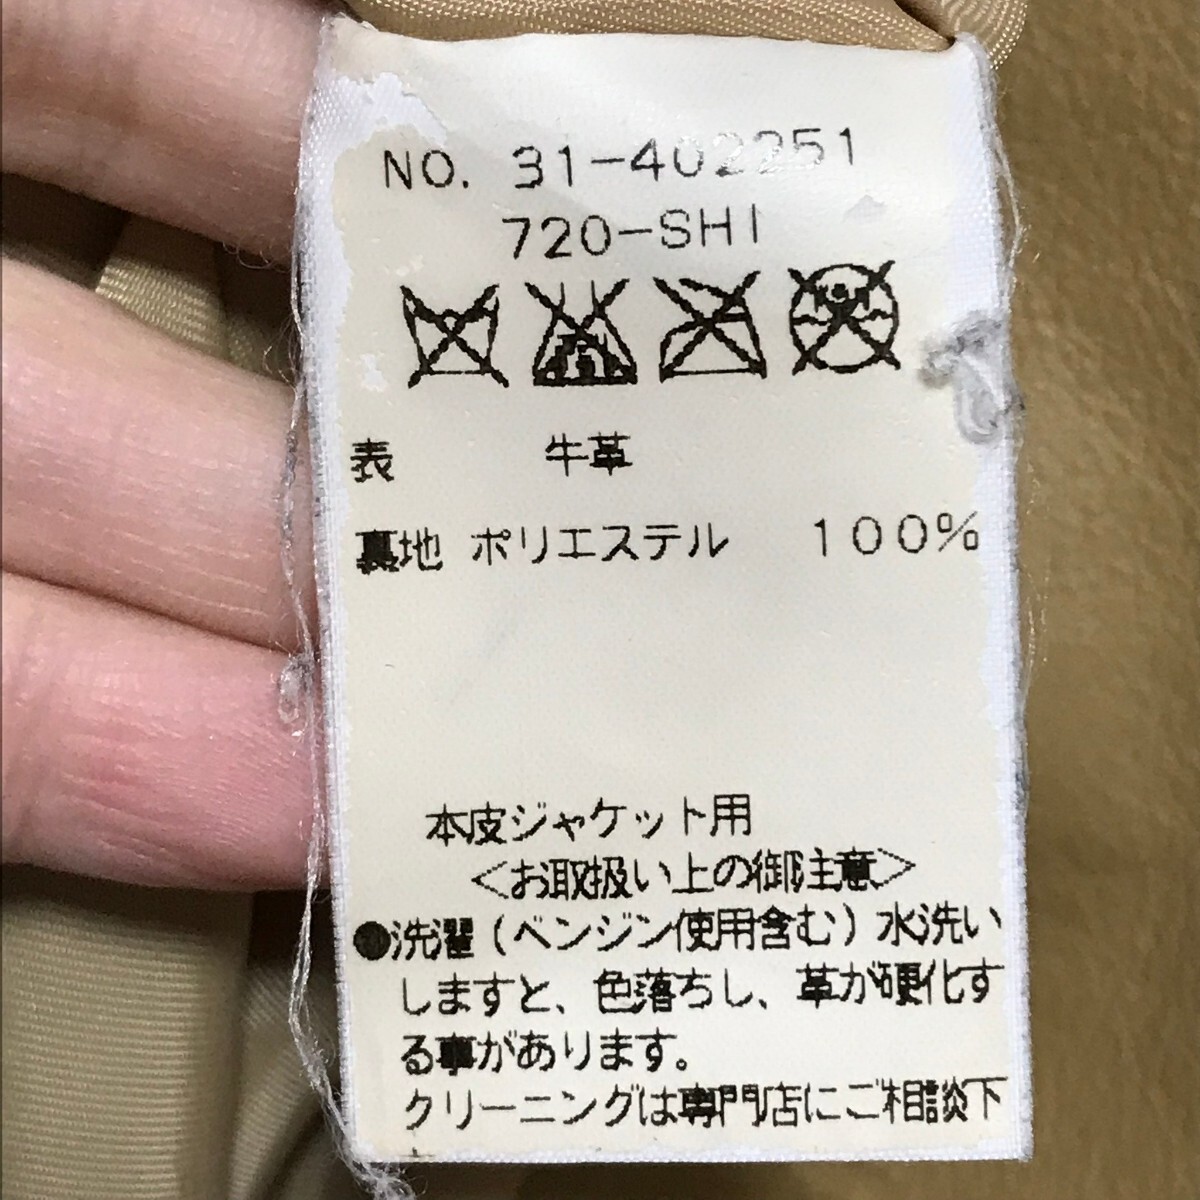 NO. 31-402251
720-SHI
表 牛革
裏地 ポリエステル 100%
本皮ジャケット用
<お取扱い上の御注意>
●洗濯(ベンジン使用含む)水洗い
しますと、色落ちし、革が硬化す
る事があります。
クリーニングは専門店にご相談下